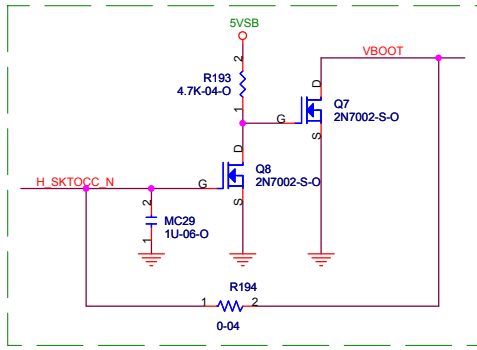 5VSB
VBOOT
2
R193
4.7K-04-O
1
D
Q7
2N7002-S-O
G
S
D
Q8
2N7002-S-O
H_SKTOCC_N
G
S
2
MC29
1U-06-O
1
R194
1
2
0-04